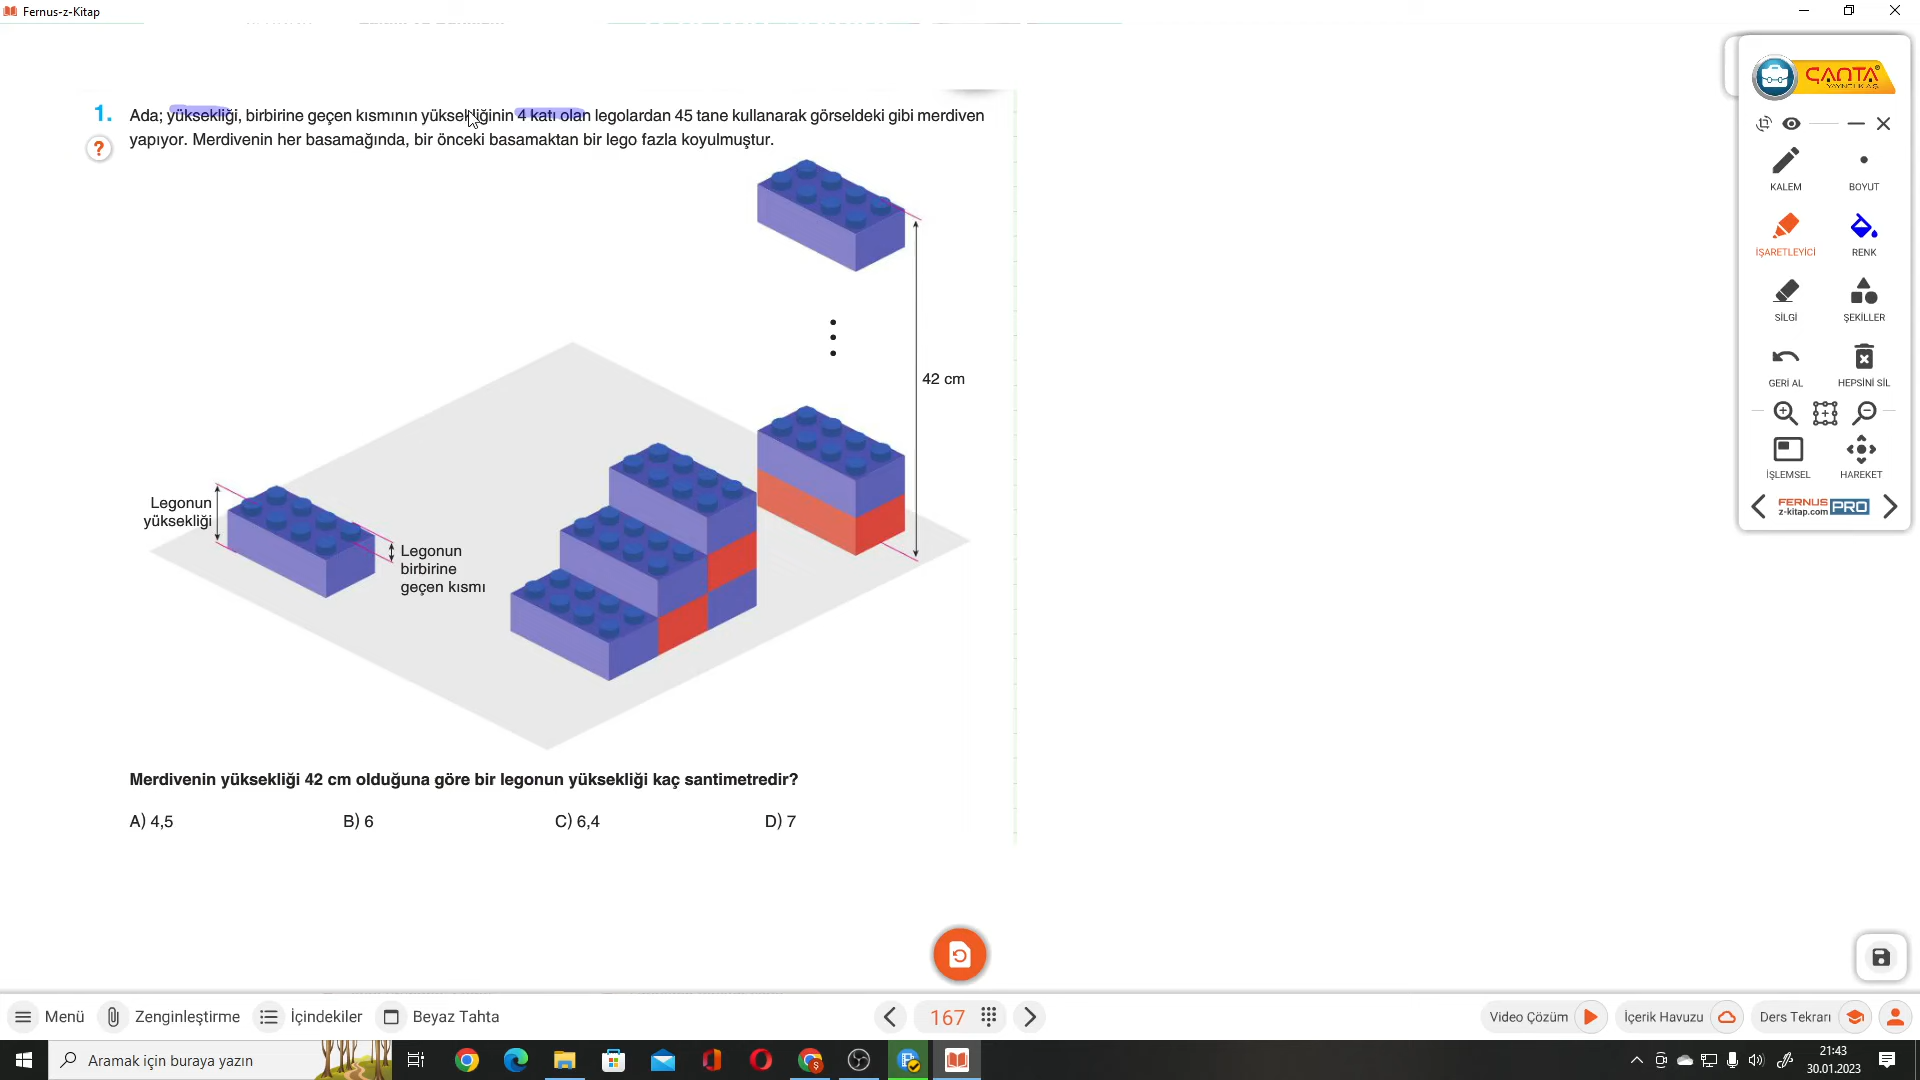 Fernus-z-Kitap
1. Ada; yüksekliği, birbirine geçen kısmının yüksekliğinin 4 katı olan legolardan 45 tane kullanarak görseldeki gibi merdiven
? yapıyor. Merdivenin her basamağında, bir önceki basamaktan bir lego fazla koyulmuştur.
42 cm
Legonun
yüksekliği
Legonun
birbirine
geçen kısmı
Merdivenin yüksekliği 42 cm olduğuna göre bir legonun yüksekliği kaç santimetredir?
A) 4,5 B) 6 C) 6,4 D) 7
ÇANTA
YAYINCILIK
KALEM BOYUT
İŞARETLEYİCİ RENK
SİLGİ ŞEKİLLER
GERİ AL HEPSİNİ SİL
İŞLEMSEL HAREKET
FERNUS
z-kitap.com PRO
Menü Zenginleştirme İçindekiler Beyaz Tahta 167 Video Çözüm İçerik Havuzu Ders Tekrarı
Aramak için buraya yazın
21:43
30.01.2023